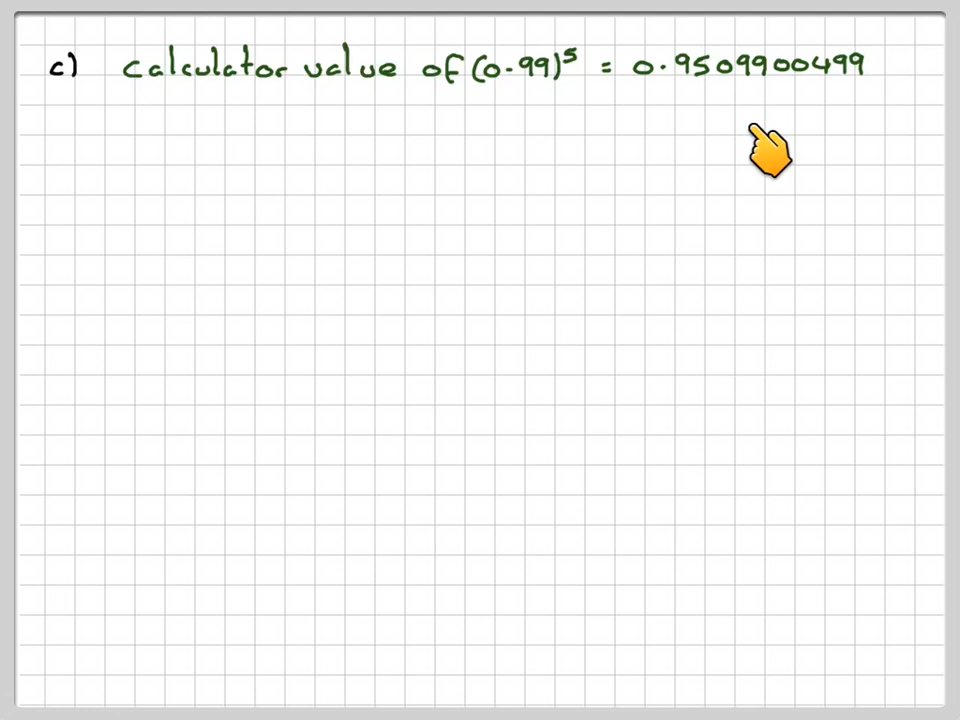 c) Calculator value of (0.99)⁵ = 0.9509900499